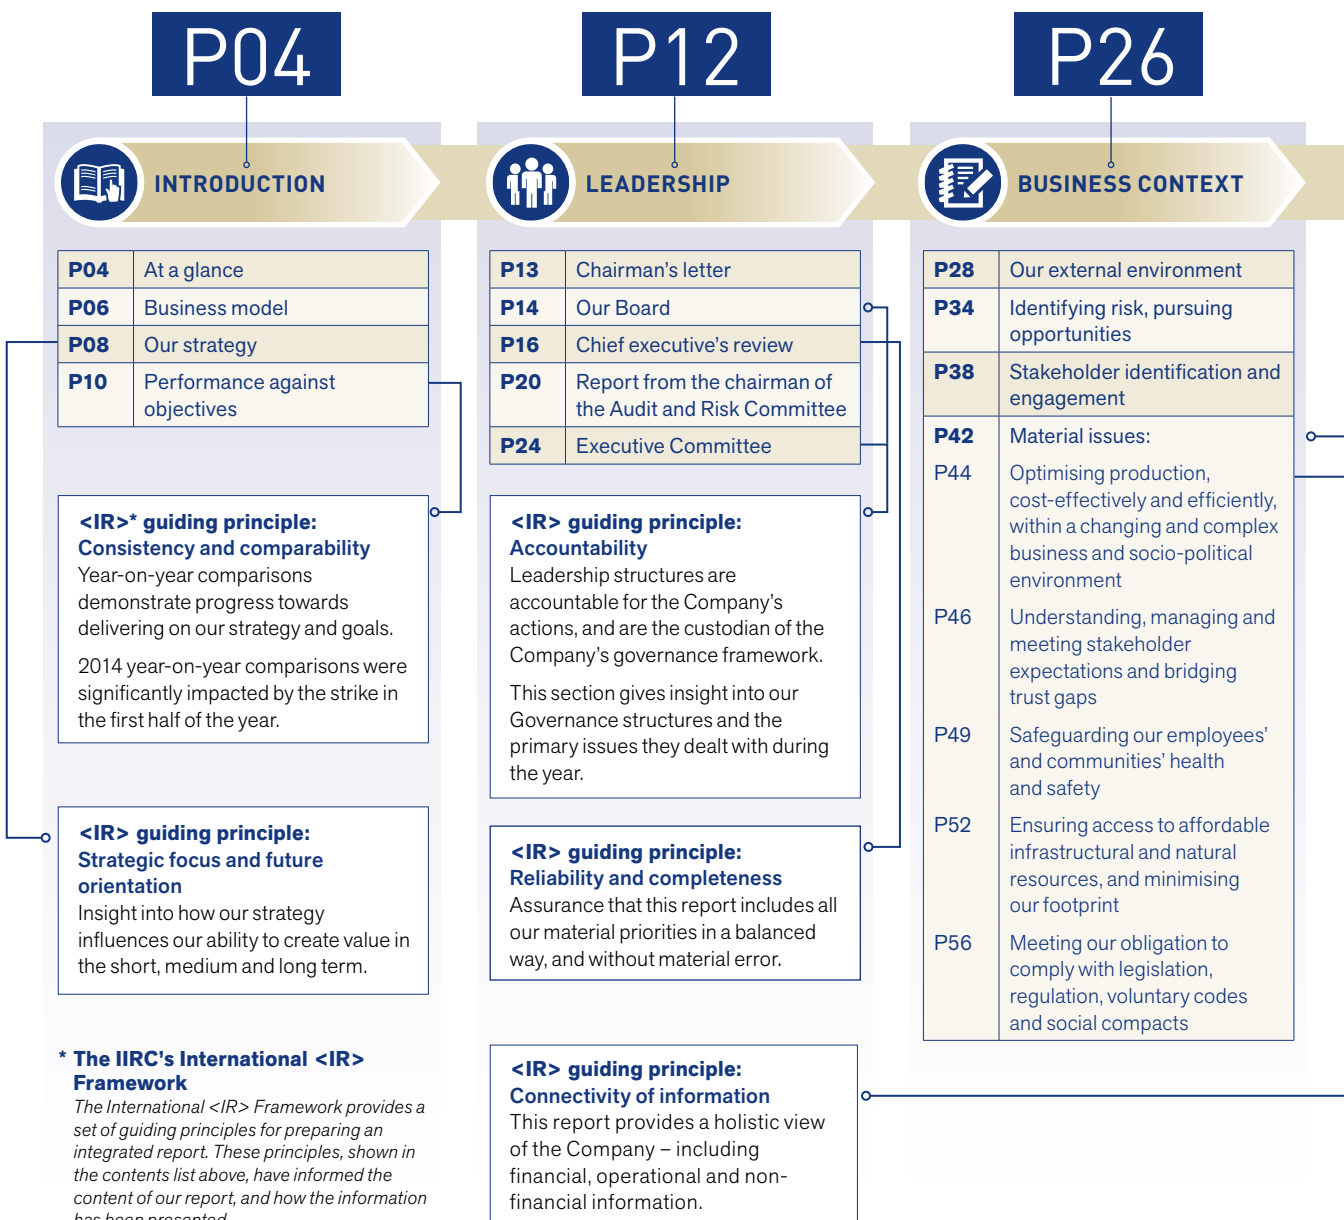 P04
INTRODUCTION
P04 At a glance
P06 Business model
P08 Our strategy
P10 Performance against
objectives
<IR>* guiding principle:
Consistency and comparability
Year-on-year comparisons
demonstrate progress towards
delivering on our strategy and goals.
2014 year-on-year comparisons were
significantly impacted by the strike in
the first half of the year.
<IR> guiding principle:
Strategic focus and future
orientation
Insight into how our strategy
influences our ability to create value in
the short, medium and long term.
* The IIRC's International <IR>
Framework
The International <IR> Framework provides a
set of guiding principles for preparing an
integrated report. These principles, shown in
the contents list above, have informed the
content of our report, and how the information
has been presented
P12
LEADERSHIP
P13 Chairman's letter
P14 Our Board
P16 Chief executive's review
P20 Report from the chairman of
the Audit and Risk Committee
P24 Executive Committee
<IR> guiding principle:
Accountability
Leadership structures are
accountable for the Company's
actions, and are the custodian of the
Company's governance framework.
This section gives insight into our
Governance structures and the
primary issues they dealt with during
the year.
<IR> guiding principle:
Reliability and completeness
Assurance that this report includes all
our material priorities in a balanced
way, and without material error.
<IR> guiding principle:
Connectivity of information
This report provides a holistic view
of the Company – including
financial, operational and non-
financial information.
P26
BUSINESS CONTEXT
P28 Our external environment
P34 Identifying risk, pursuing
opportunities
P38 Stakeholder identification and
engagement
P42 Material issues:
P44 Optimising production,
cost-effectively and efficiently,
within a changing and complex
business and socio-political
environment
P46 Understanding, managing and
meeting stakeholder
expectations and bridging
trust gaps
P49 Safeguarding our employees'
and communities' health
and safety
P52 Ensuring access to affordable
infrastructural and natural
resources, and minimising
our footprint
P56 Meeting our obligation to
comply with legislation,
regulation, voluntary codes
and social compacts